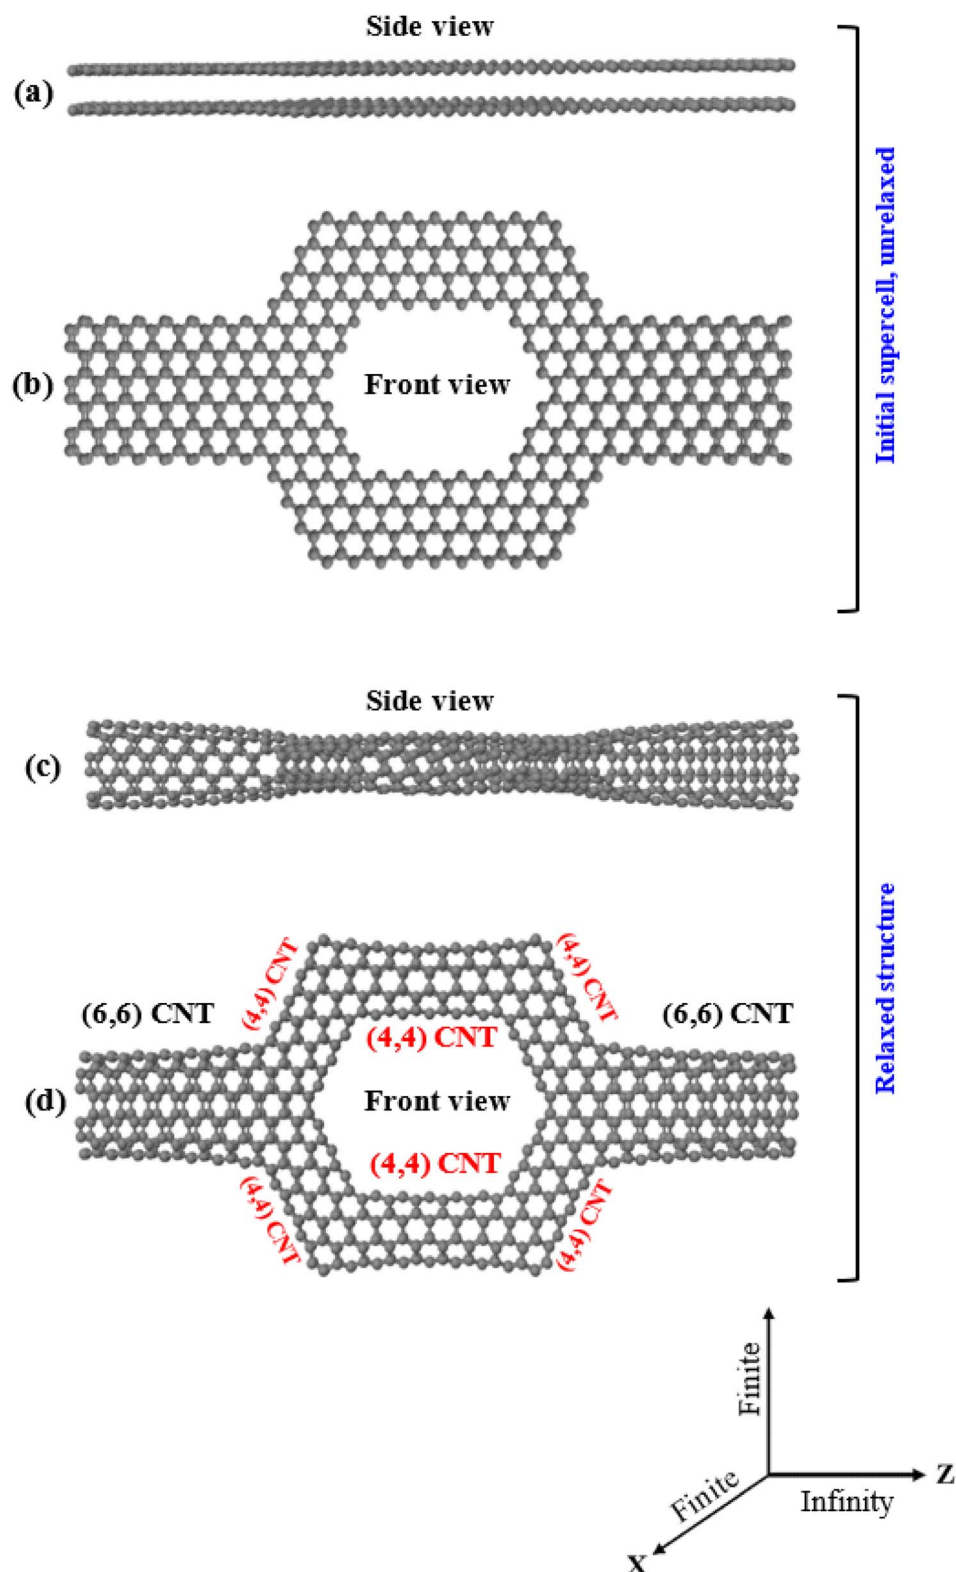 Side view
(a)
Initial supercell, unrelaxed
(b)
Front view
Side view
(c)
Relaxed structure
(4,4) CNT
(4,4) CNT
(6,6) CNT
(6,6) CNT
(4,4) CNT
(d)
Front view
(4,4) CNT
(4,4) CNT
(4,4) CNT
Finite
Z
Finite
Infinity
X